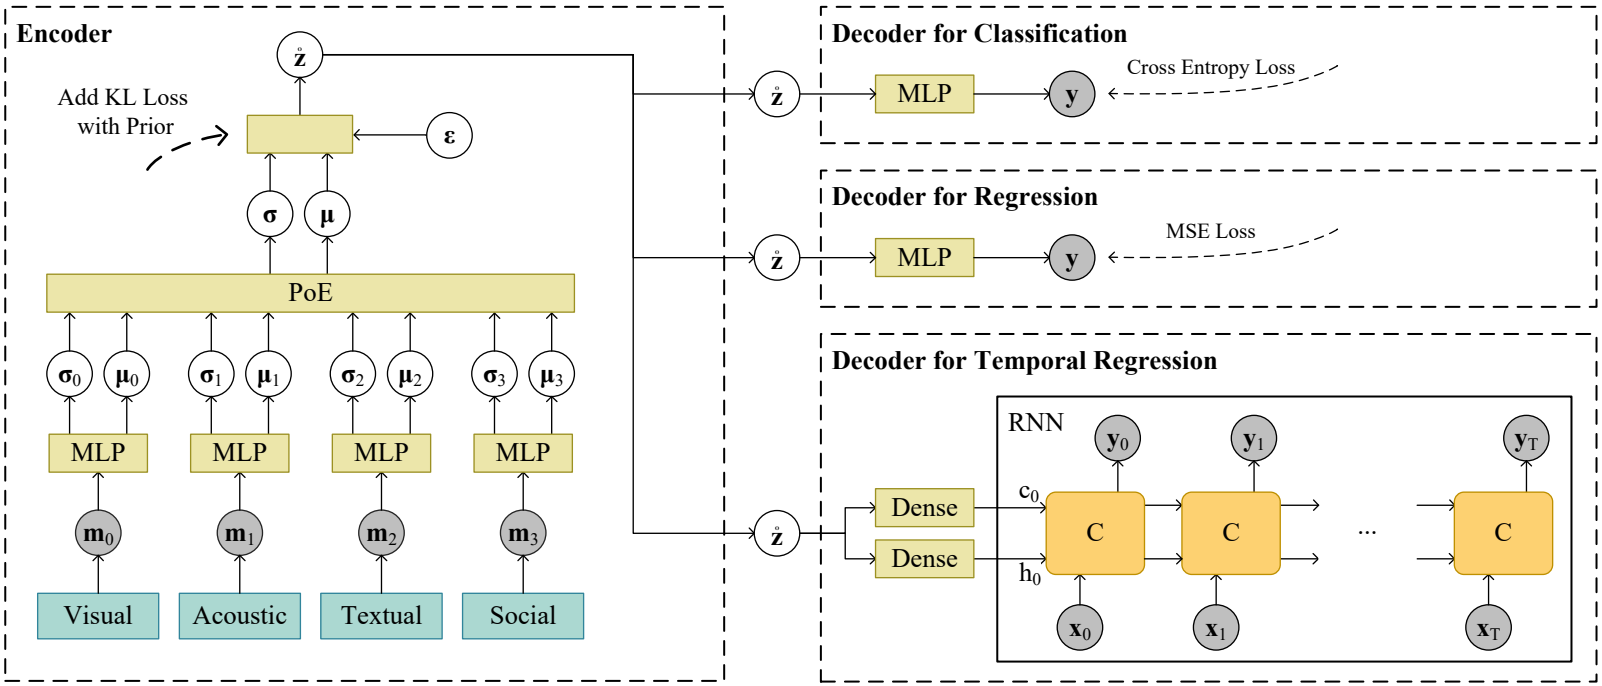 Encoder
z̊
Add KL Loss
with Prior
ε
σ μ
PoE
σ0 μ0 σ1 μ1 σ2 μ2 σ3 μ3
MLP MLP MLP MLP
m0 m1 m2 m3
Visual Acoustic Textual Social
Decoder for Classification
z̊ MLP y Cross Entropy Loss
Decoder for Regression
z̊ MLP y MSE Loss
Decoder for Temporal Regression
RNN
y0 y1 yT
z̊
Dense c0
Dense h0
C C ... C
x0 x1 xT